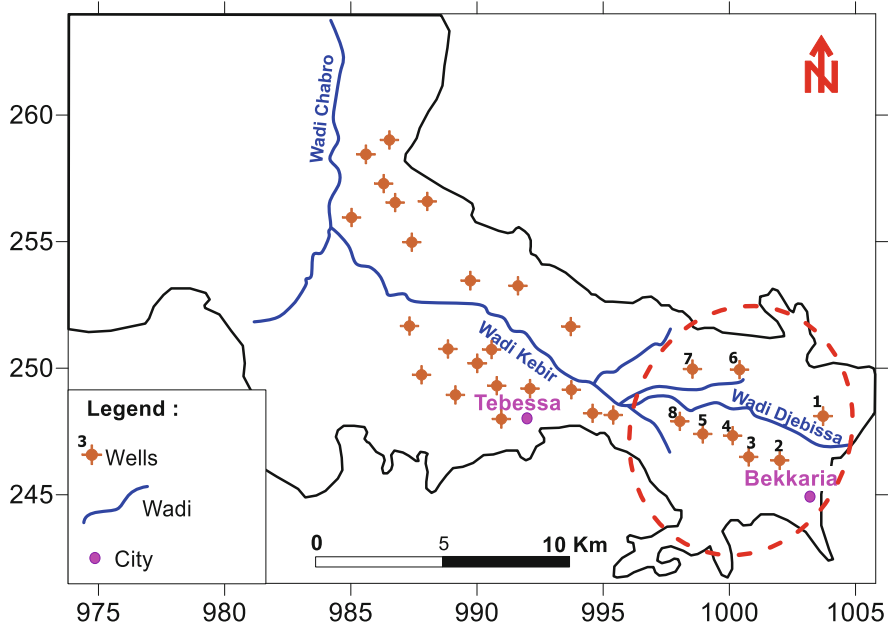 N
260
255
250
245
Wadi Chabro
Wadi Kebir
Wadi Djebissa
7
6
1
8
5
4
3
2
Tebessa
Bekkaria
Legend :
3
Wells
Wadi
City
0
5
10 Km
975
980
985
990
995
1000
1005